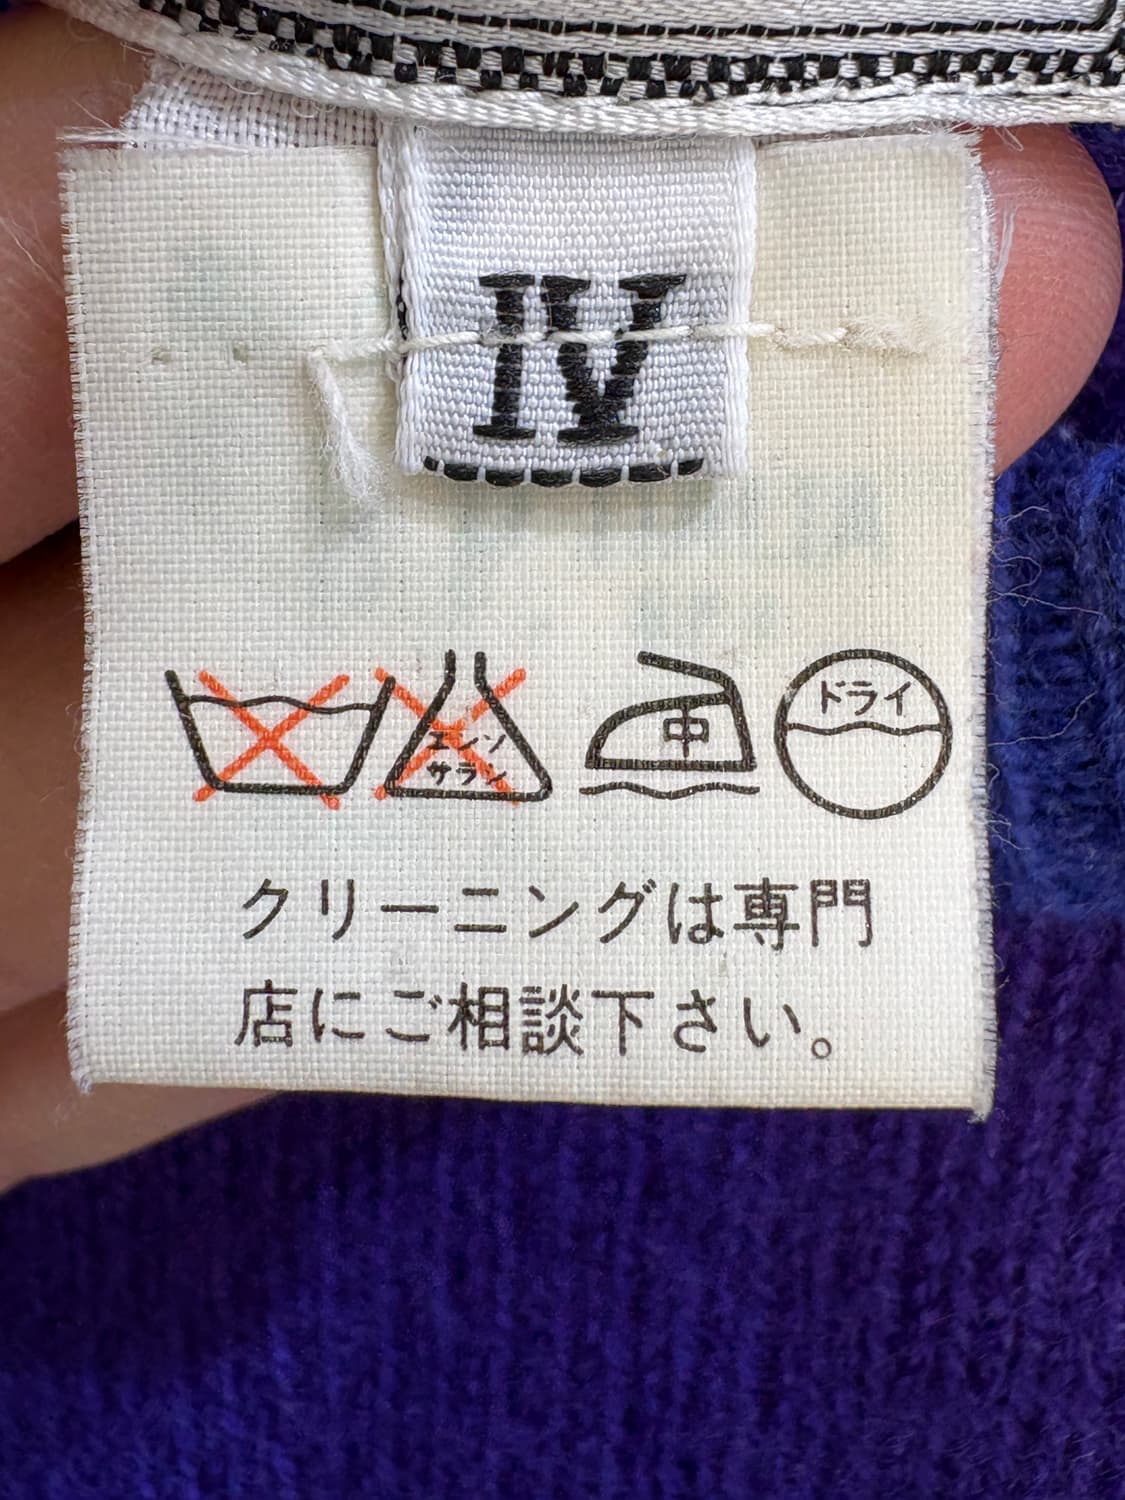 IV
エンソ
サラシ
中
ドライ
クリーニングは専門
店にご相談下さい。